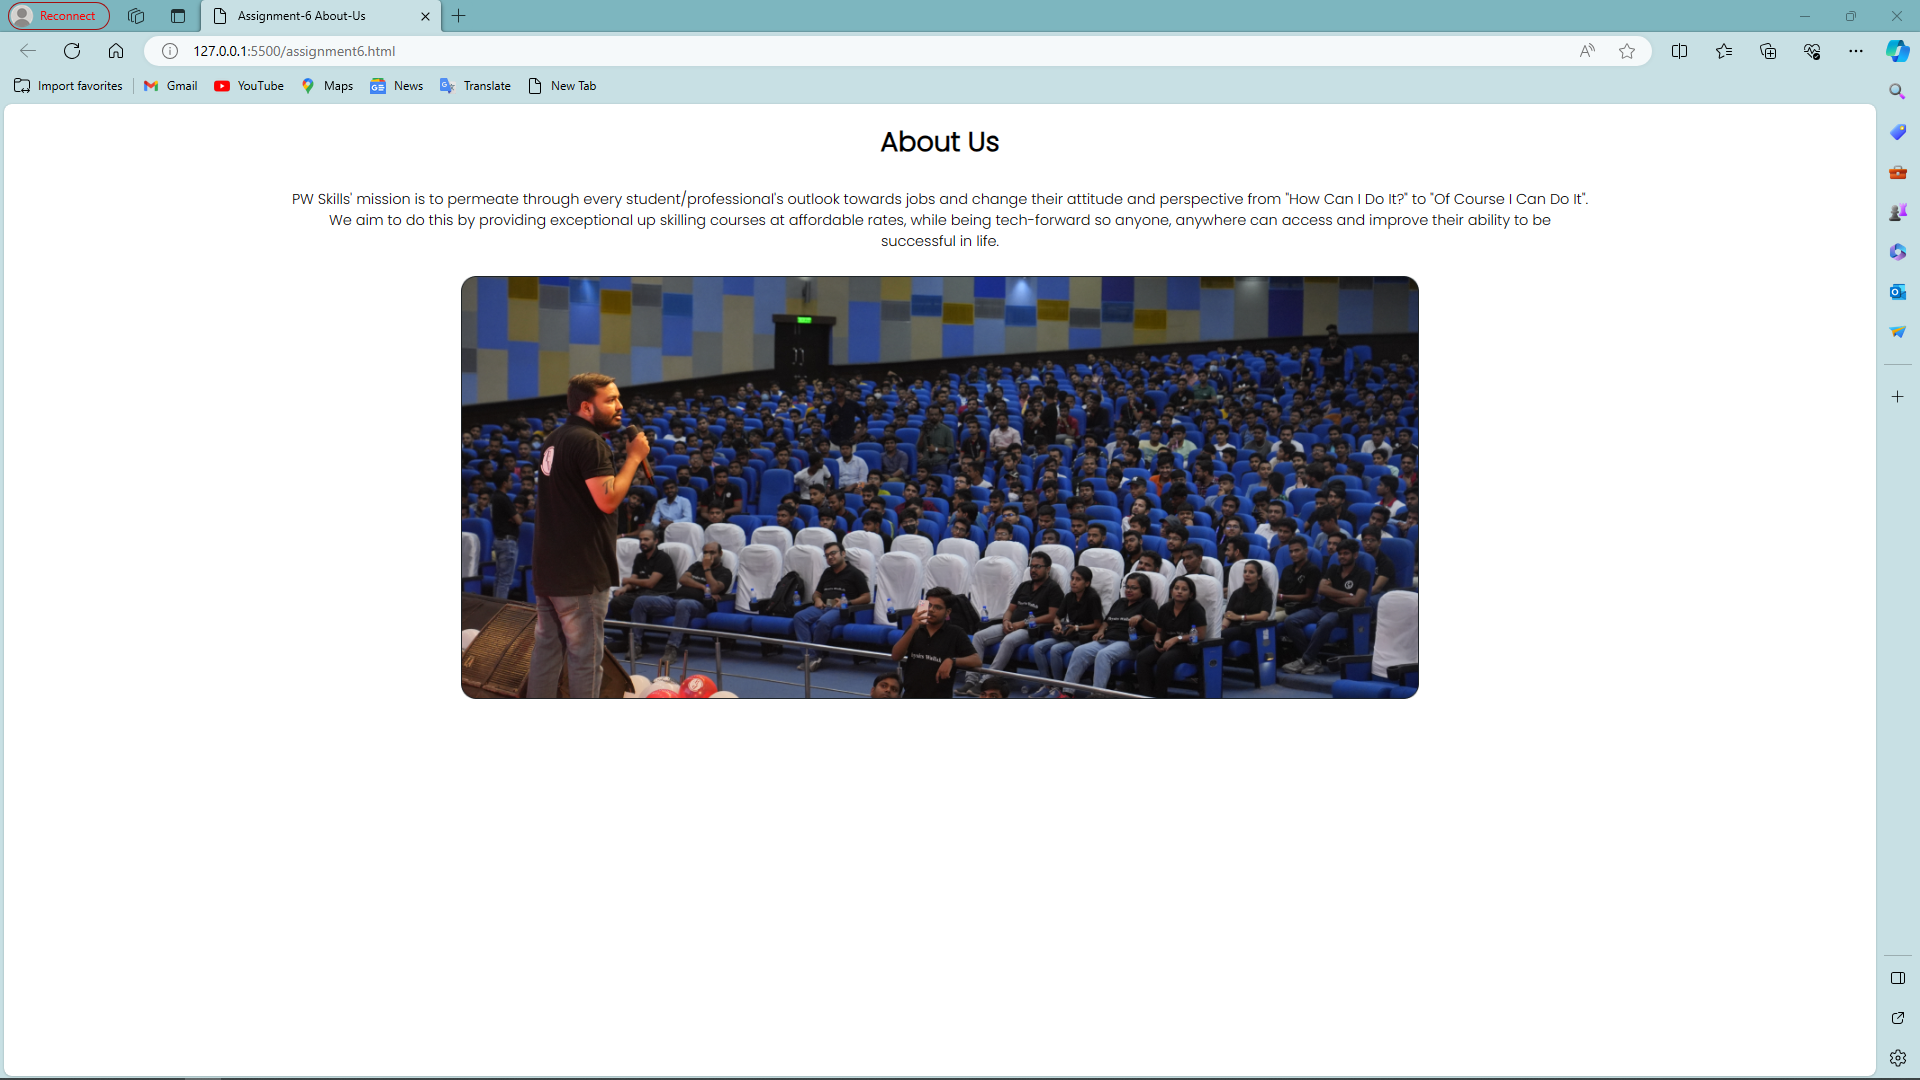 Reconnect
Assignment-6 About-Us
127.0.0.1:5500/assignment6.html
Import favorites
Gmail
YouTube
Maps
News
Translate
New Tab
About Us
PW Skills' mission is to permeate through every student/professional's outlook towards jobs and change their attitude and perspective from "How Can I Do It?" to "Of Course I Can Do It".
We aim to do this by providing exceptional up skilling courses at affordable rates, while being tech-forward so anyone, anywhere can access and improve their ability to be
successful in life.